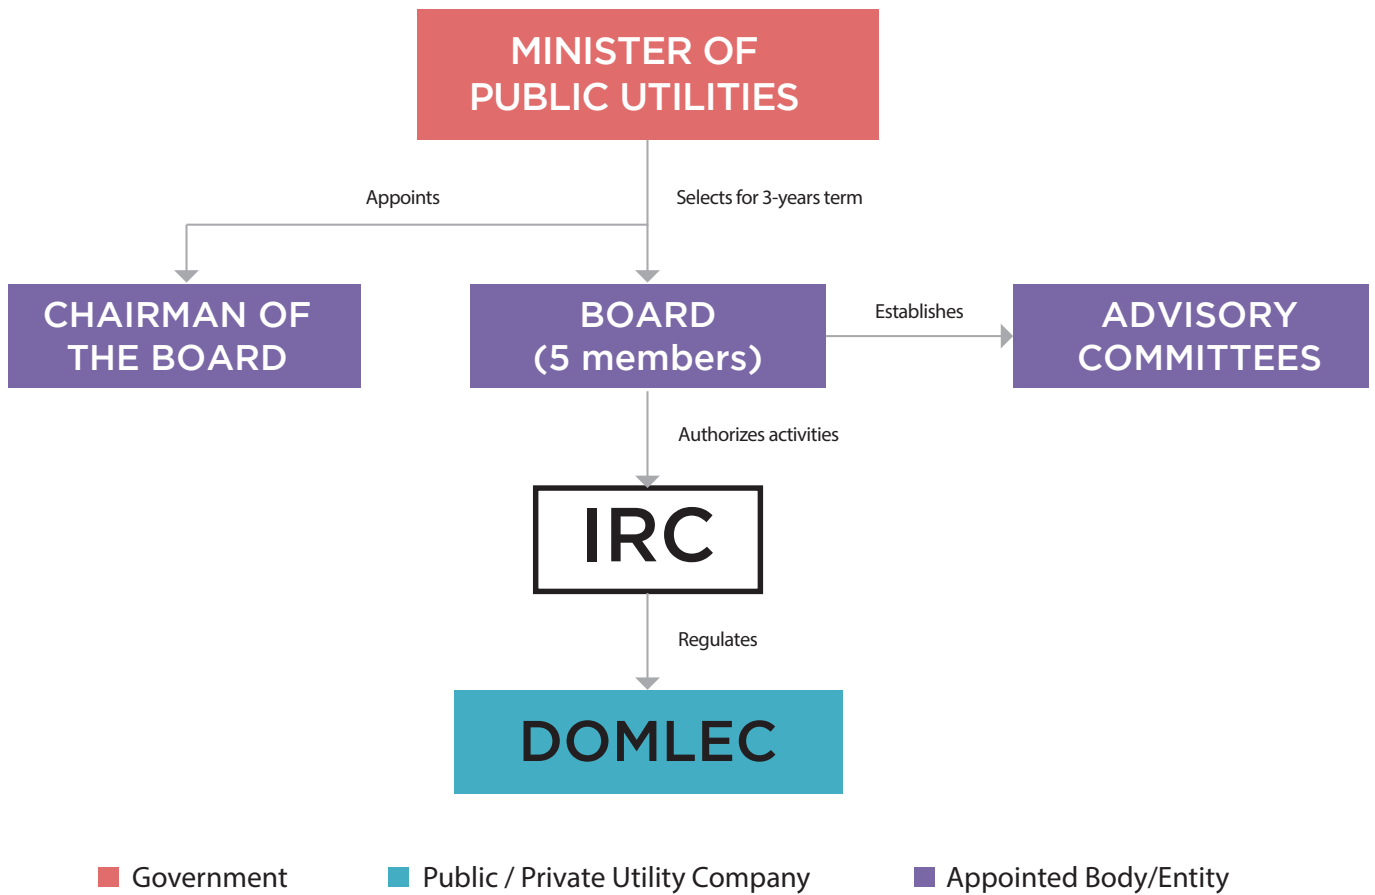 MINISTER OF
PUBLIC UTILITIES
Appoints
Selects for 3-years term
CHAIRMAN OF
THE BOARD
BOARD
(5 members)
Establishes
ADVISORY
COMMITTEES
Authorizes activities
IRC
Regulates
DOMLEC
Government
Public / Private Utility Company
Appointed Body/Entity